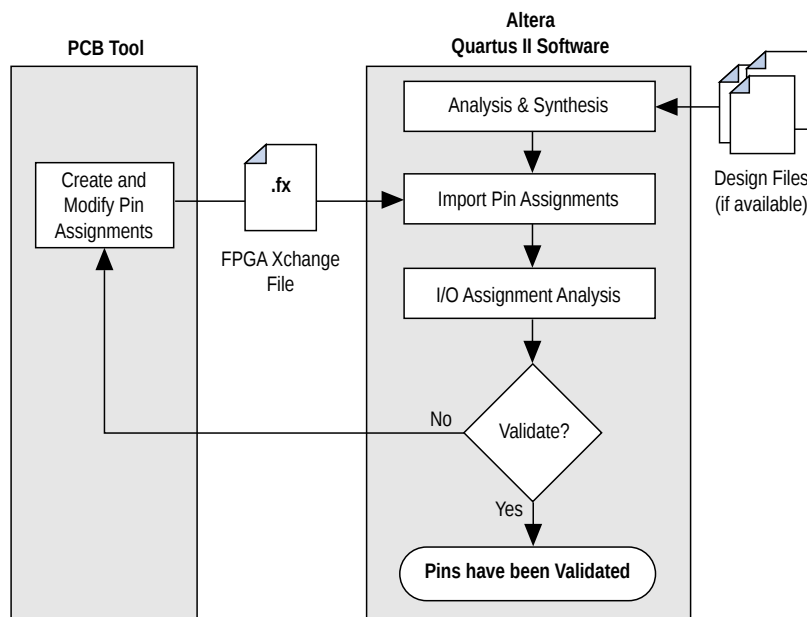 Altera
Quartus II Software
PCB Tool
Analysis & Synthesis
Design Files
(if available)
Create and
Modify Pin
Assignments
.fx
FPGA Xchange
File
Import Pin Assignments
I/O Assignment Analysis
Validate?
No
Yes
Pins have been Validated